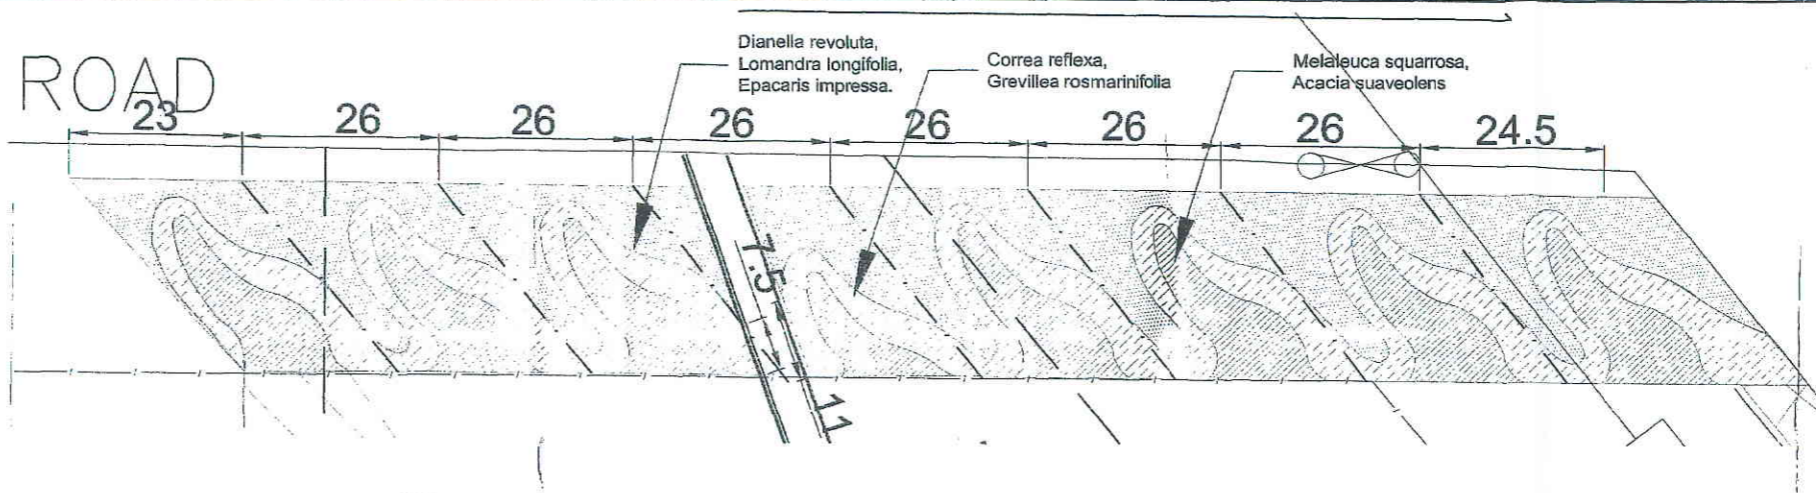 ROAD
Dianella revoluta,
Lomandra longifolia,
Epacaris impressa.
Correa reflexa,
Grevillea rosmarinifolia
Melaleuca squarrosa,
Acacia suaveolens
23
26
26
26
26
26
26
24.5
7.5
11